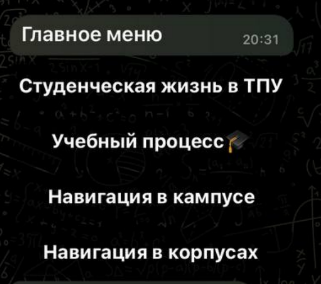 Главное меню
20:31
Студенческая жизнь в ТПУ
Учебный процесс🎓
Навигация в кампусе
Навигация в корпусах